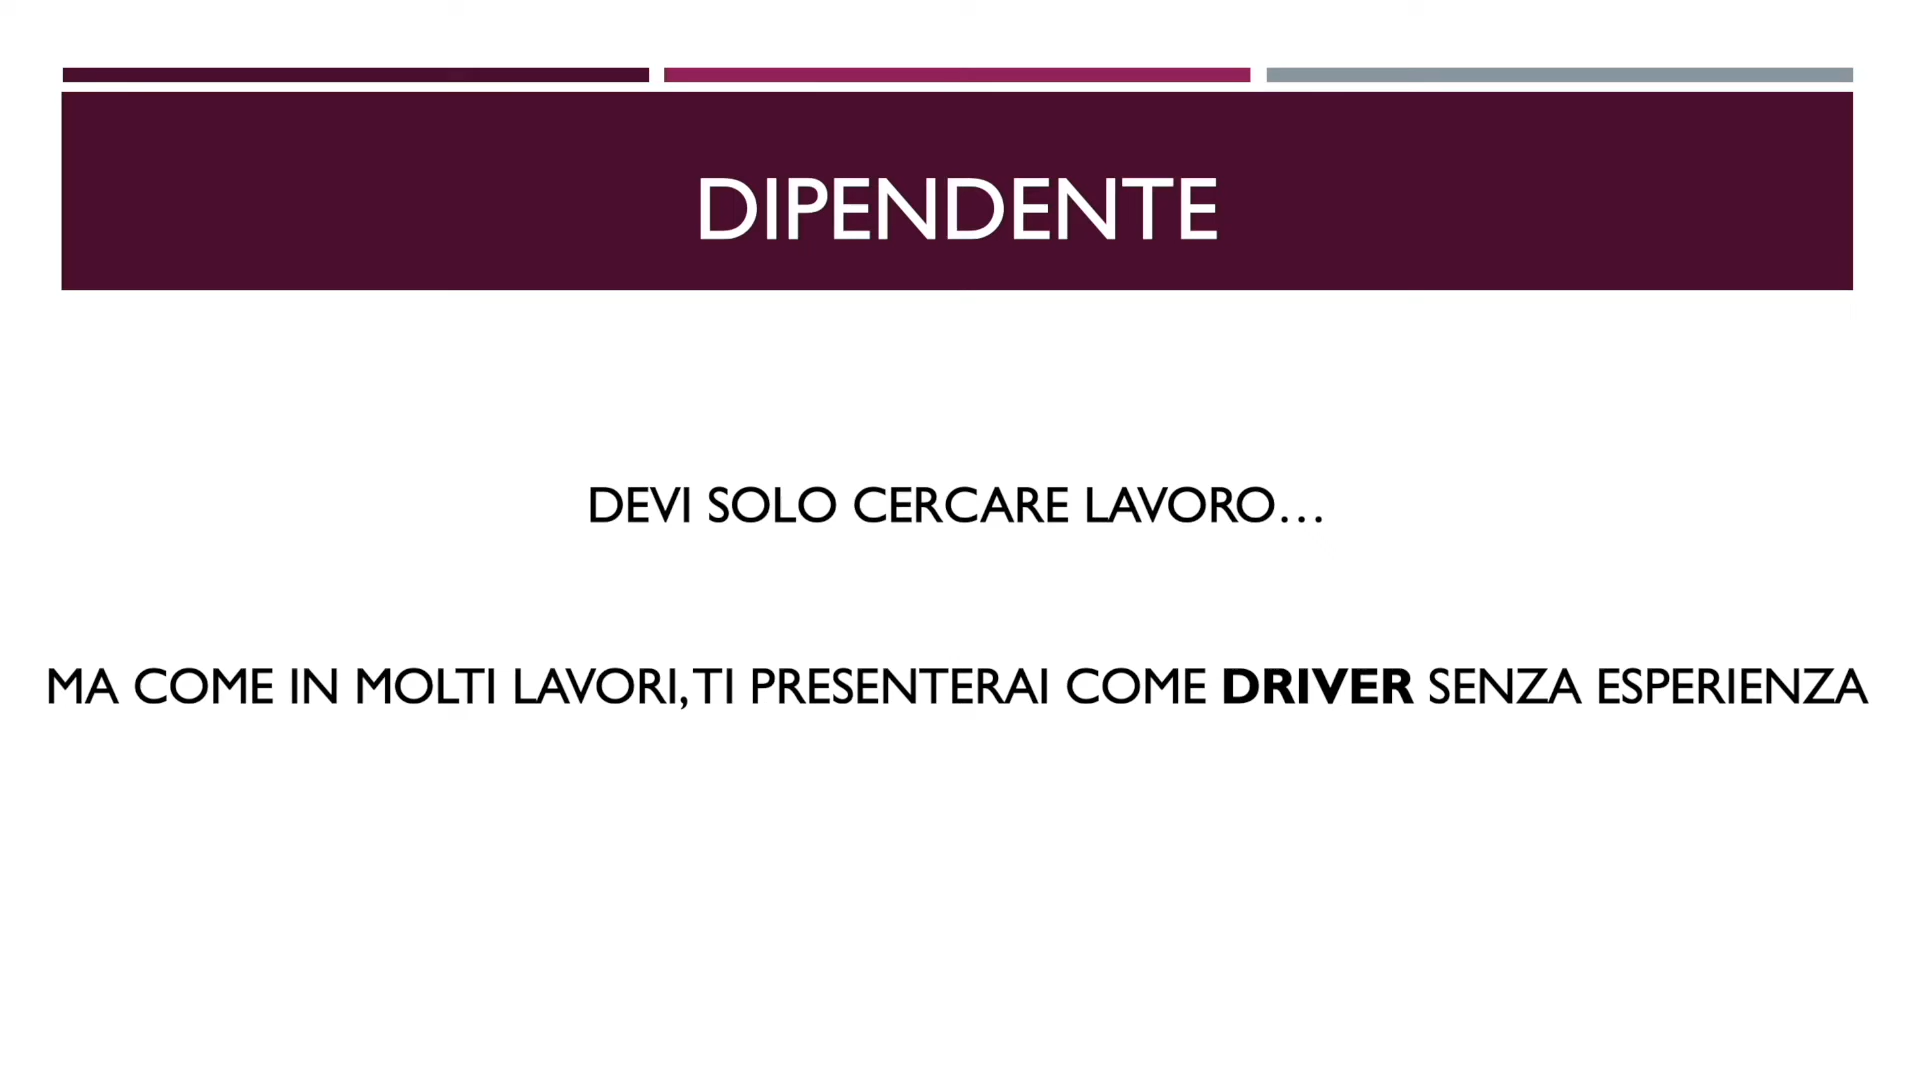 DIPENDENTE
DEVI SOLO CERCARE LAVORO…
MA COME IN MOLTI LAVORI, TI PRESENTERAI COME DRIVER SENZA ESPERIENZA